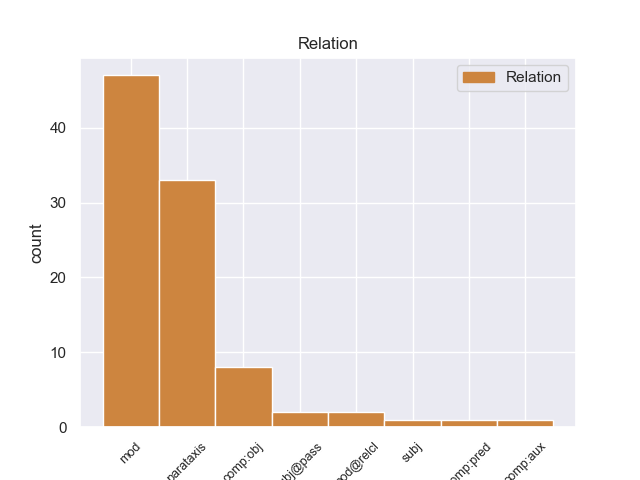 Relation
Relation
count
40
30
20
10
0
mod
parataxis
comp:obj
subj